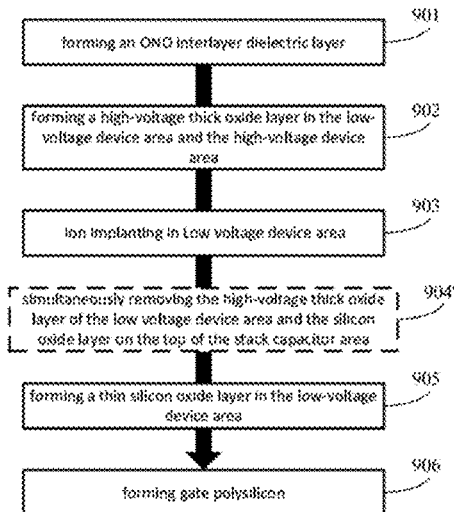 901
forming an ONO interlayer dielectric layer
902
forming a high-voltage thick oxide layer in the low-
voltage device area and the high-voltage device
area
903
Ion implanting in Low voltage device area
904'
simultaneously removing the high-voltage thick oxide
layer of the low voltage device area and the silicon
oxide layer on the top of the stack capacitor area
905
forming a thin silicon oxide layer in the low-voltage
device area
906
forming gate polysilicon